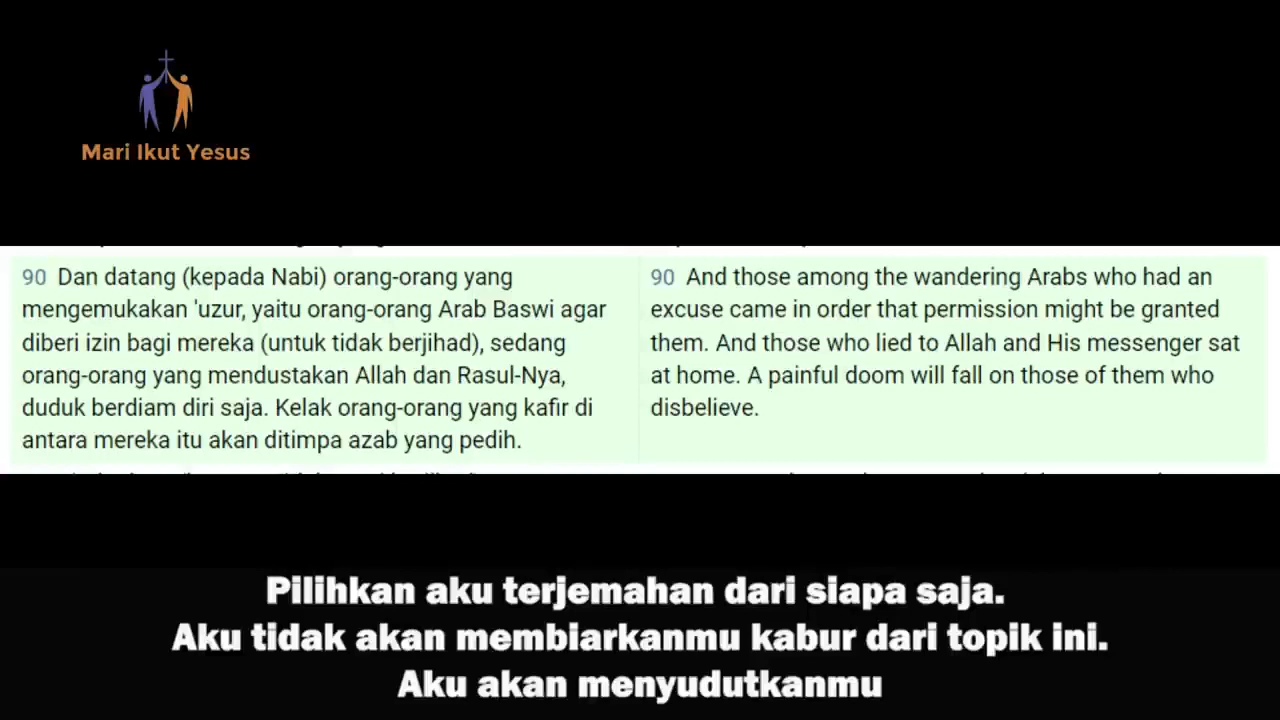 Mari Ikut Yesus
90 Dan datang (kepada Nabi) orang-orang yang
mengemukakan 'uzur, yaitu orang-orang Arab Baswi agar
diberi izin bagi mereka (untuk tidak berjihad), sedang
orang-orang yang mendustakan Allah dan Rasul-Nya,
duduk berdiam diri saja. Kelak orang-orang yang kafir di
antara mereka itu akan ditimpa azab yang pedih.
90 And those among the wandering Arabs who had an
excuse came in order that permission might be granted
them. And those who lied to Allah and His messenger sat
at home. A painful doom will fall on those of them who
disbelieve.
Pilihkan aku terjemahan dari siapa saja.
Aku tidak akan membiarkanmu kabur dari topik ini.
Aku akan menyudutkanmu